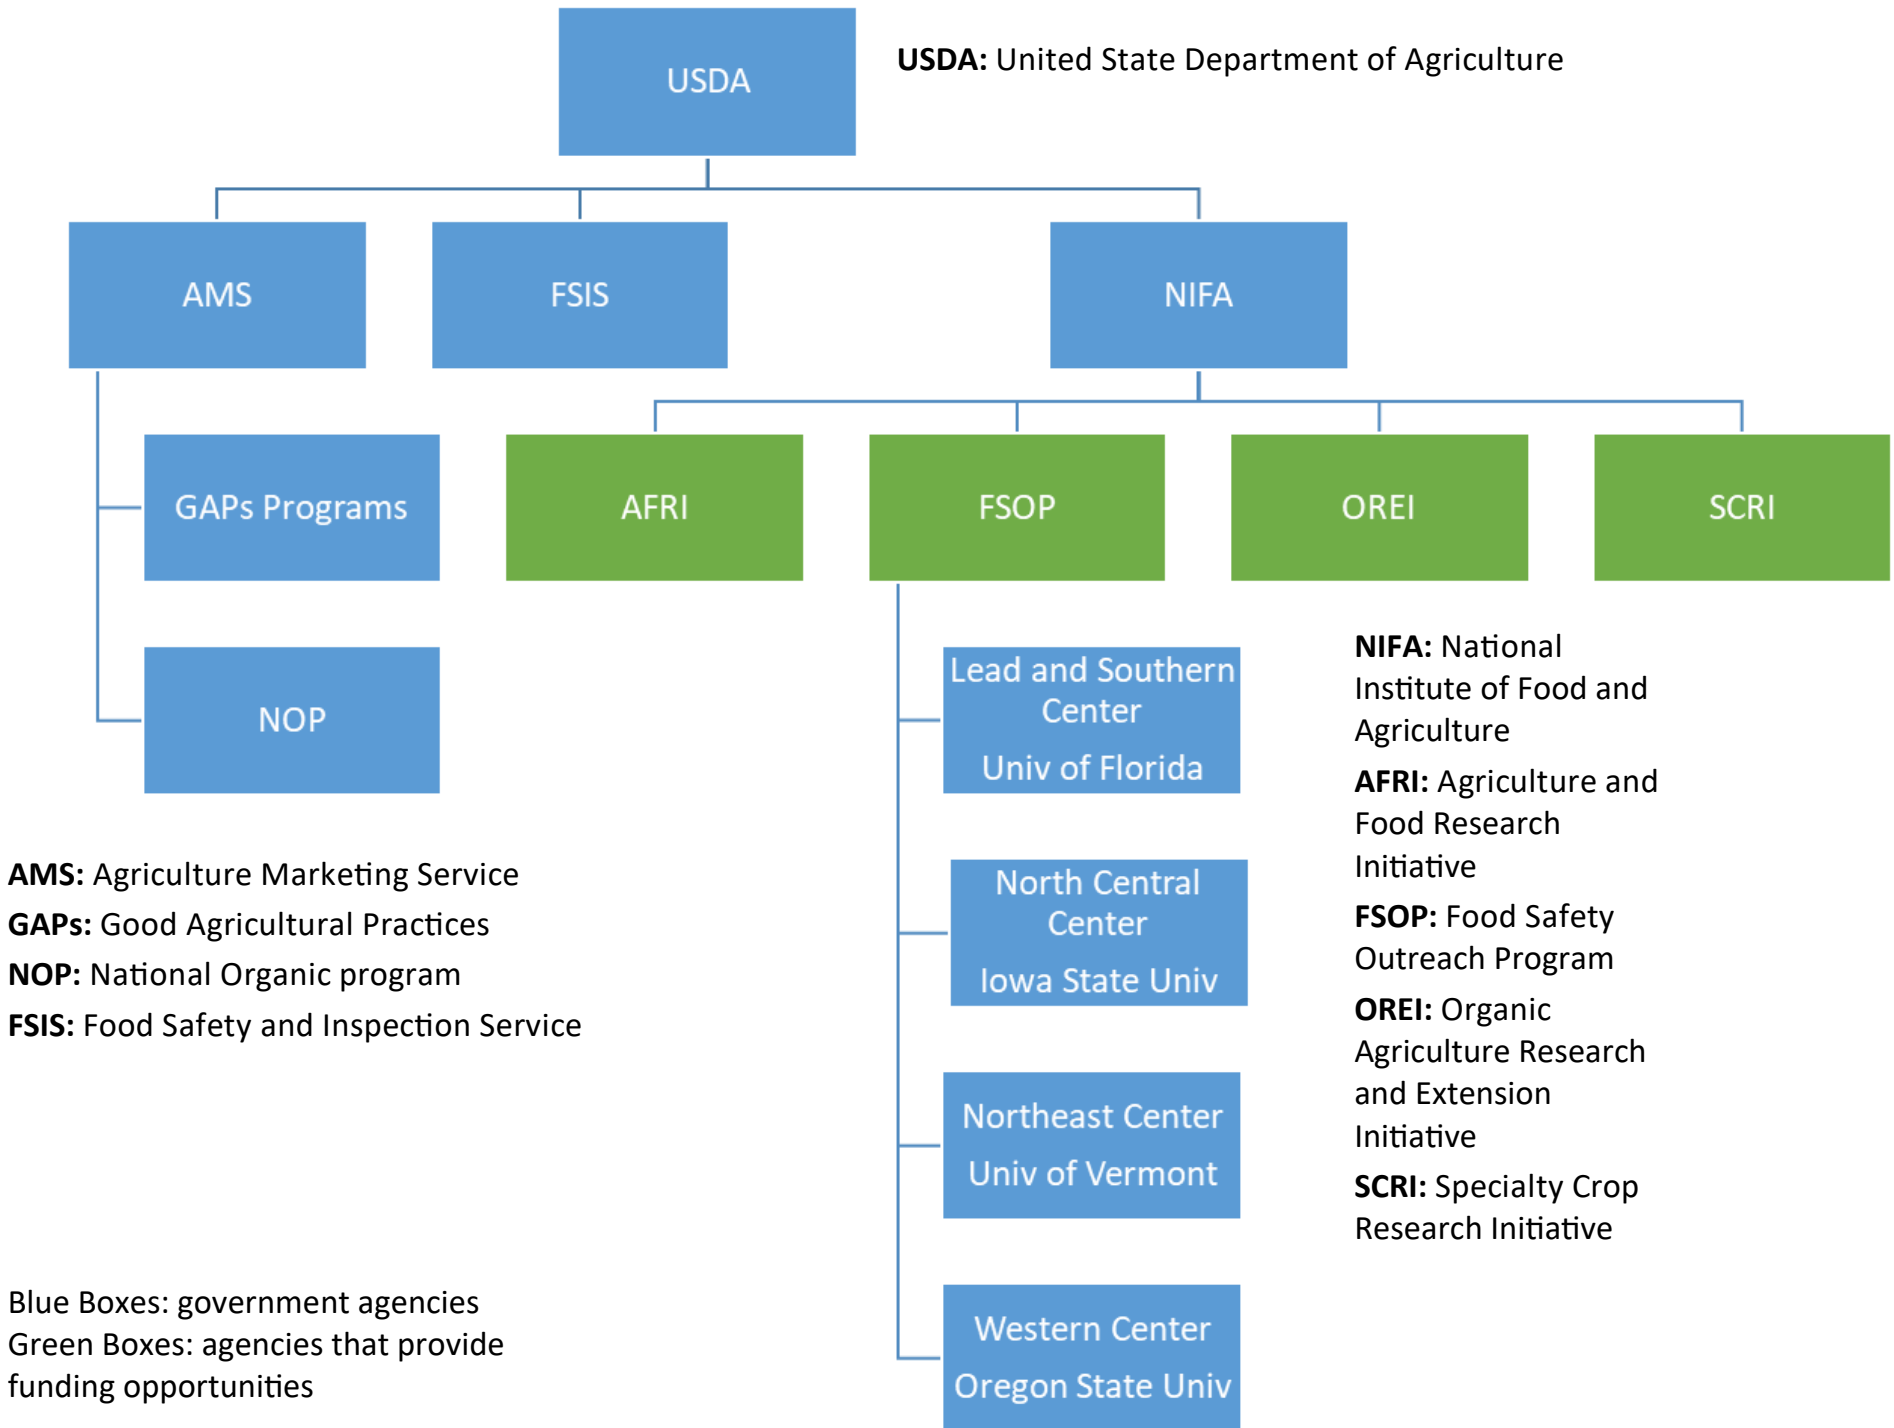 USDA
USDA: United State Department of Agriculture
AMS
FSIS
NIFA
GAPs Programs
AFRI
FSOP
OREI
SCRI
NOP
Lead and Southern
Center
Univ of Florida
North Central
Center
Iowa State Univ
Northeast Center
Univ of Vermont
Western Center
Oregon State Univ
NIFA: National
Institute of Food and
Agriculture
AFRI: Agriculture and
Food Research
Initiative
FSOP: Food Safety
Outreach Program
OREI: Organic
Agriculture Research
and Extension
Initiative
SCRI: Specialty Crop
Research Initiative
AMS: Agriculture Marketing Service
GAPs: Good Agricultural Practices
NOP: National Organic program
FSIS: Food Safety and Inspection Service
Blue Boxes: government agencies
Green Boxes: agencies that provide
funding opportunities